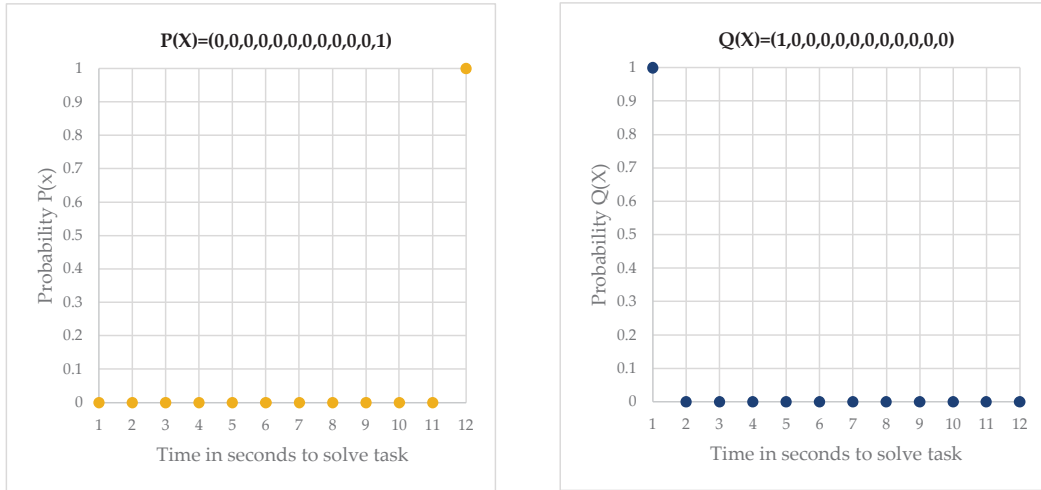 P(X)=(0,0,0,0,0,0,0,0,0,0,0,1)
1
0.9
0.8
0.7
0.6
0.5
0.4
0.3
0.2
0.1
0
Probability P(x)
1 2 3 4 5 6 7 8 9 10 11 12
Time in seconds to solve task
Q(X)=(1,0,0,0,0,0,0,0,0,0,0,0)
1
0.9
0.8
0.7
0.6
0.5
0.4
0.3
0.2
0.1
0
Probability Q(X)
1 2 3 4 5 6 7 8 9 10 11 12
Time in seconds to solve task